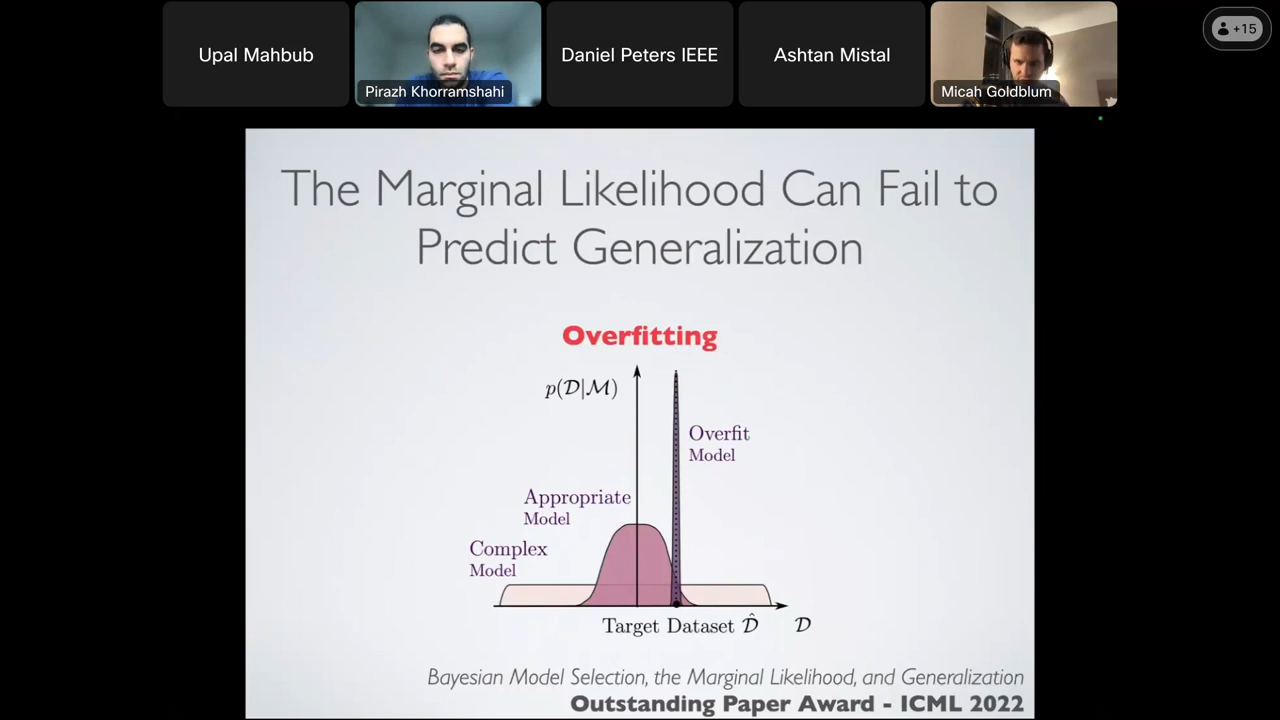 Upal Mahbub
Pirazh Khorramshahi
Daniel Peters IEEE
Ashtan Mistal
Micah Goldblum
+15
The Marginal Likelihood Can Fail to
Predict Generalization
Overfitting
p(𝒟|ℳ)
Overfit
Model
Appropriate
Model
Complex
Model
Target Dataset 𝒟̂
𝒟
Bayesian Model Selection, the Marginal Likelihood, and Generalization
Outstanding Paper Award - ICML 2022